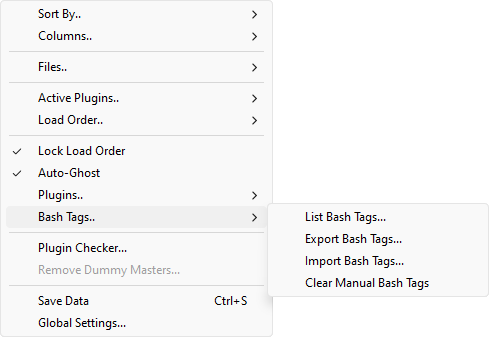 Sort By..
Columns..
Files..
Active Plugins..
Load Order..
Lock Load Order
Auto-Ghost
Plugins..
Bash Tags..
List Bash Tags...
Export Bash Tags...
Import Bash Tags...
Clear Manual Bash Tags
Plugin Checker...
Remove Dummy Masters...
Save Data Ctrl+S
Global Settings...